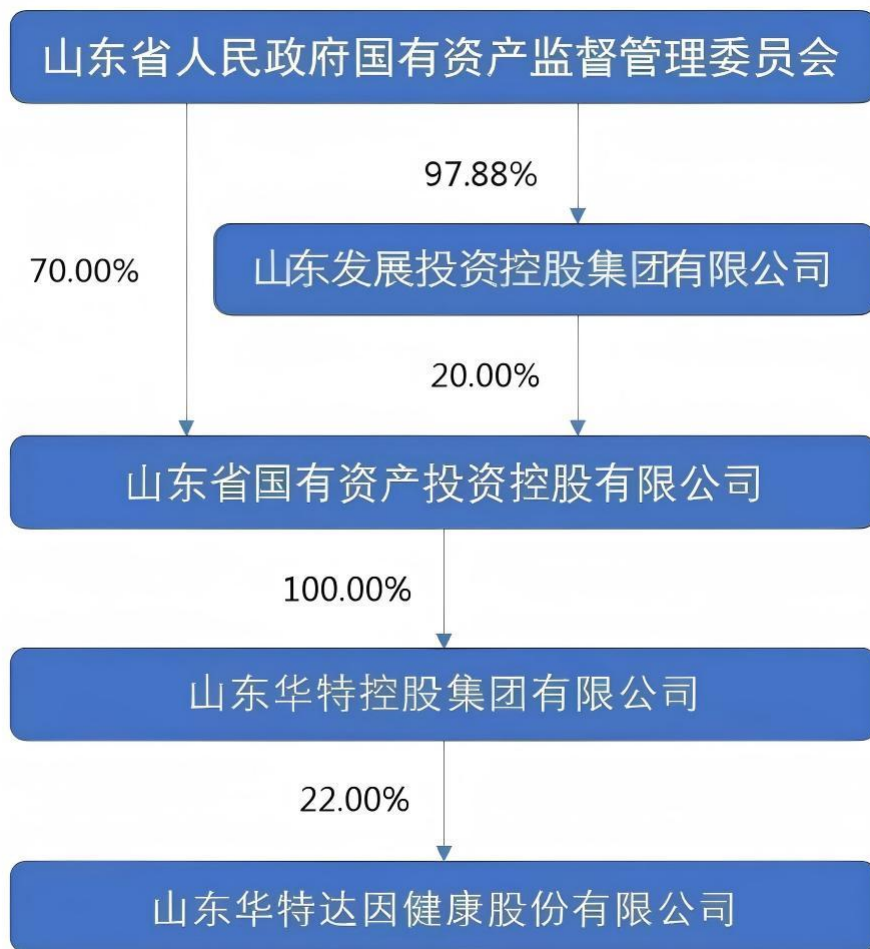 山东省人民政府国有资产监督管理委员会
97.88%
70.00%
山东发展投资控股集团有限公司
20.00%
山东省国有资产投资控股有限公司
100.00%
山东华特控股集团有限公司
22.00%
山东华特达因健康股份有限公司